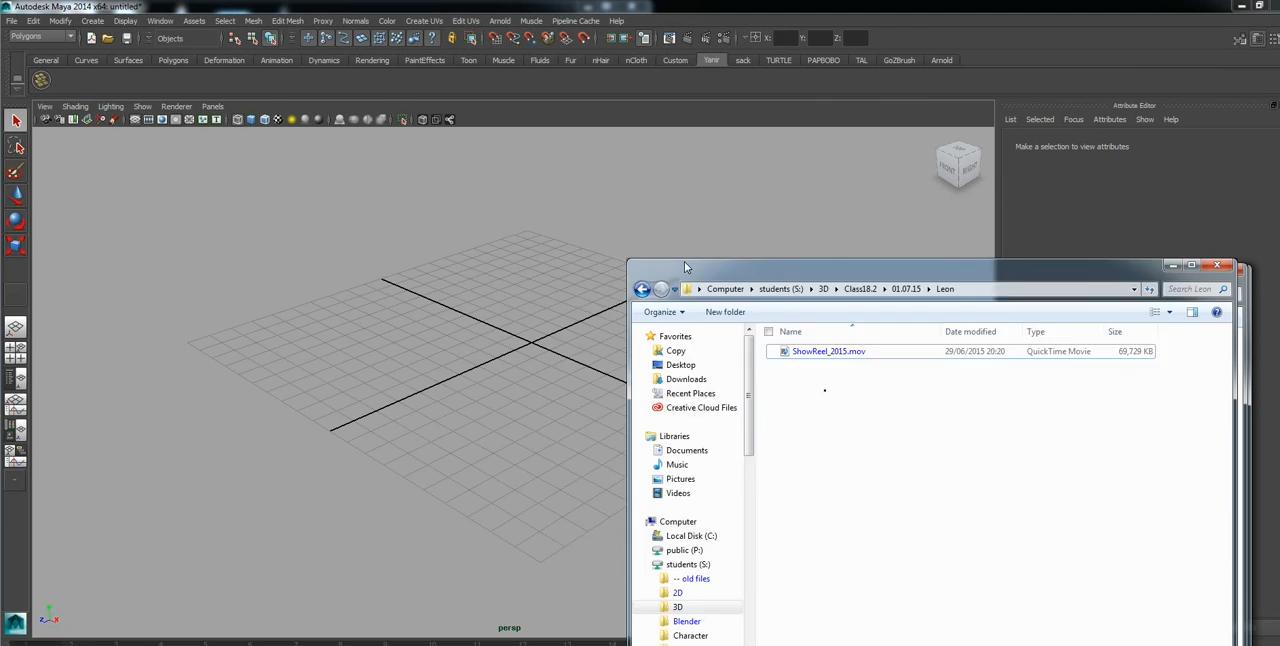 Autodesk Maya 2014 x64: untitled*
File Edit Modify Create Display Window Assets Select Mesh Edit Mesh Proxy Normals Color Create UVs Edit UVs Arnold Muscle Pipeline Cache Help
Polygons Objects X: Y: Z:
General Curves Surfaces Polygons Deformation Animation Dynamics Rendering PaintEffects Toon Muscle Fluids Fur nHair nCloth Custom Yanir sack TURTLE PAPBOBO TAL GoZBrush Arnold
View Shading Lighting Show Renderer Panels
Attribute Editor
List Selected Focus Attributes Show Help
Make a selection to view attributes
FRONT RIGHT
Computer students (S:) 3D Class18.2 01.07.15 Leon Search Leon
Organize New folder
Favorites
Copy
Desktop
Downloads
Recent Places
Creative Cloud Files
Libraries
Documents
Music
Pictures
Videos
Computer
Local Disk (C:)
public (P:)
students (S:)
-- old files
2D
3D
Blender
Character
Name Date modified Type Size
ShowReel_2015.mov 29/06/2015 20:20 QuickTime Movie 69,729 KB
persp